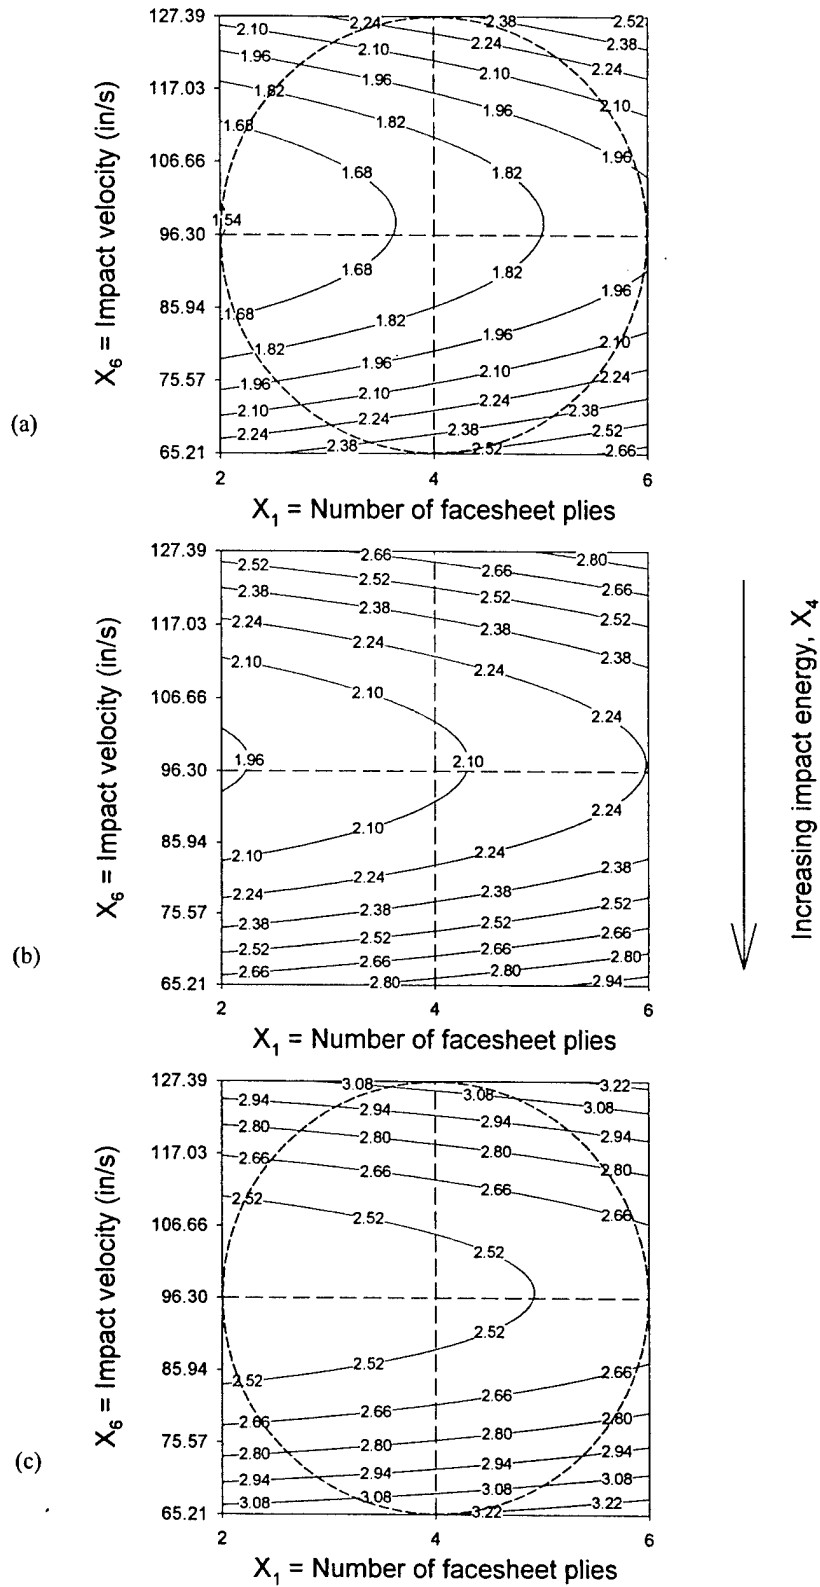 127.39
117.03
106.66
96.30
85.94
75.57
65.21
X6 = Impact velocity (in/s)
2.24 2.38 2.52
2.10 2.24 2.38
1.96 2.10 2.10 2.24
1.82 1.96 1.96 2.10
1.68 1.82 1.82 1.96
1.68
1.54
1.68 1.82 1.96
1.68 1.82 1.96 2.10
1.82 1.96 2.10 2.24
1.96 2.10 2.24 2.38
2.10 2.24 2.38 2.52
2.24 2.38 2.52 2.66
2 4 6
X1 = Number of facesheet plies
(a)
127.39
117.03
106.66
96.30
85.94
75.57
65.21
X6 = Impact velocity (in/s)
2.66 2.80
2.52 2.52 2.66 2.66
2.38 2.38 2.52 2.52
2.24 2.24 2.38 2.38
2.10 2.10 2.24 2.24
1.96 2.10
2.10 2.10 2.24 2.24
2.24 2.24 2.38 2.38
2.38 2.38 2.52 2.52
2.52 2.52 2.66 2.66
2.66 2.66 2.80 2.80
2.80 2.94
2 4 6
X1 = Number of facesheet plies
(b)
Increasing impact energy, X4
127.39
117.03
106.66
96.30
85.94
75.57
65.21
X6 = Impact velocity (in/s)
3.08 3.22
2.94 2.94 3.08 3.08
2.80 2.80 2.94 2.94
2.66 2.66 2.80 2.80
2.52 2.52 2.66 2.66
2.52
2.52
2.52 2.52 2.66 2.66
2.66 2.66 2.80 2.80
2.80 2.80 2.94 2.94
2.94 2.94 3.08 3.08
3.08 3.08 3.22 3.22
2 4 6
X1 = Number of facesheet plies
(c)